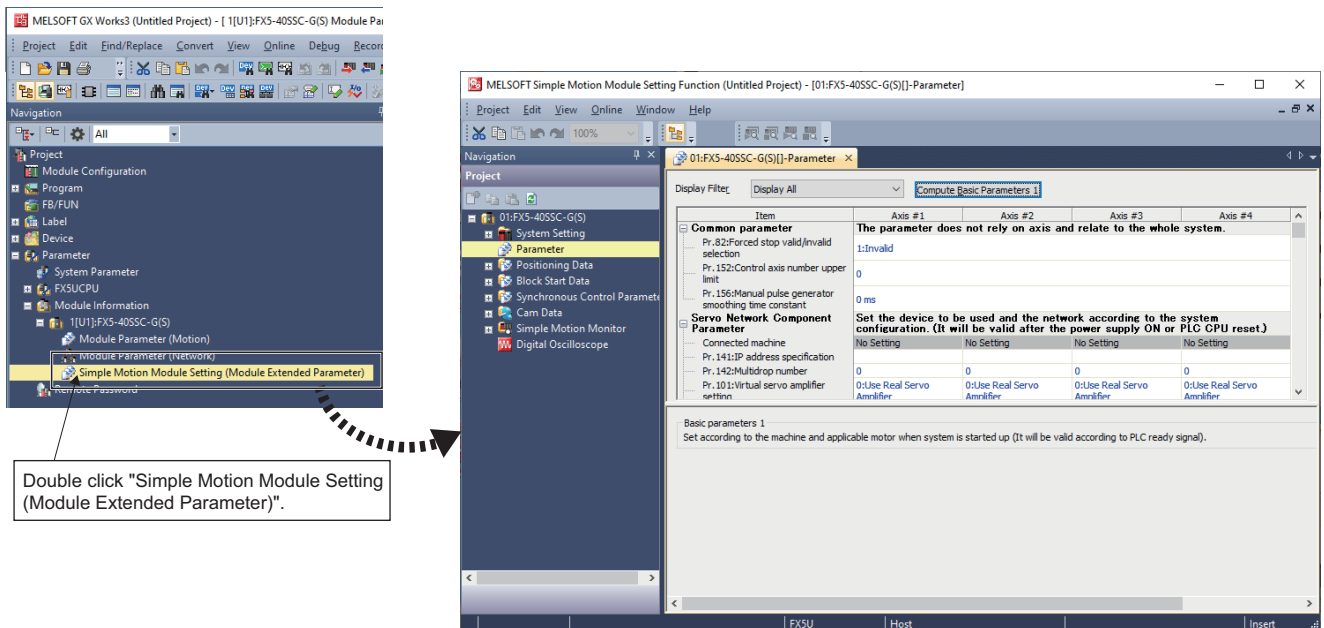 MELSOFT GX Works3 (Untitled Project) - [ 1[U1]:FX5-40SSC-G(S) Module Par
Project Edit Find/Replace Convert View Online Debug Record
Navigation
All
Project
Module Configuration
Program
FB/FUN
Label
Device
Parameter
System Parameter
FX5UCPU
Module Information
1[U1]:FX5-40SSC-G(S)
Module Parameter (Motion)
Module Parameter (Network)
Simple Motion Module Setting (Module Extended Parameter)
Remote Password
Double click "Simple Motion Module Setting
(Module Extended Parameter)".
MELSOFT Simple Motion Module Setting Function (Untitled Project) - [01:FX5-40SSC-G(S)[]-Parameter]
Project Edit View Online Window Help
100%
Navigation
Project
01:FX5-40SSC-G(S)
System Setting
Parameter
Positioning Data
Block Start Data
Synchronous Control Paramete
Cam Data
Simple Motion Monitor
Digital Oscilloscope
01:FX5-40SSC-G(S)[]-Parameter
Display Filter Display All Compute Basic Parameters 1
Item Axis #1 Axis #2 Axis #3 Axis #4
Common parameter The parameter does not rely on axis and relate to the whole system.
Pr.82:Forced stop valid/invalid
selection 1:Invalid
Pr.152:Control axis number upper
limit 0
Pr.156:Manual pulse generator
smoothing time constant 0 ms
Servo Network Component Set the device to be used and the network according to the system
Parameter configuration. (It will be valid after the power supply ON or PLC CPU reset.)
Connected machine No Setting No Setting No Setting No Setting
Pr.141:IP address specification
Pr.142:Multidrop number 0 0 0 0
Pr.101:Virtual servo amplifier 0:Use Real Servo 0:Use Real Servo 0:Use Real Servo 0:Use Real Servo
setting Amplifier Amplifier Amplifier Amplifier
Basic parameters 1
Set according to the machine and applicable motor when system is started up (It will be valid according to PLC ready signal).
FX5U Host Insert